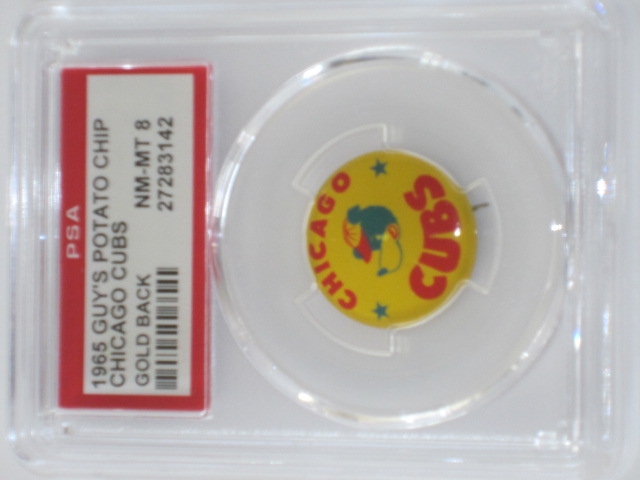 PSA
1965 GUY'S POTATO CHIP
CHICAGO CUBS
GOLD BACK NM-MT 8
27283142
CHICAGO
CUBS